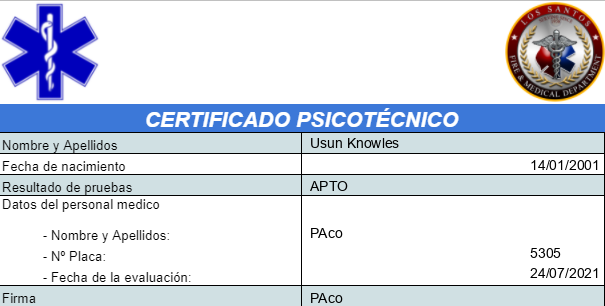 LOS SANTOS
FIRE & MEDICAL DEPARTMENT
CERTIFICADO PSICOTÉCNICO
Nombre y Apellidos Usun Knowles
Fecha de nacimiento 14/01/2001
Resultado de pruebas APTO
Datos del personal medico
- Nombre y Apellidos: PAco
- Nº Placa: 5305
- Fecha de la evaluación: 24/07/2021
Firma PAco